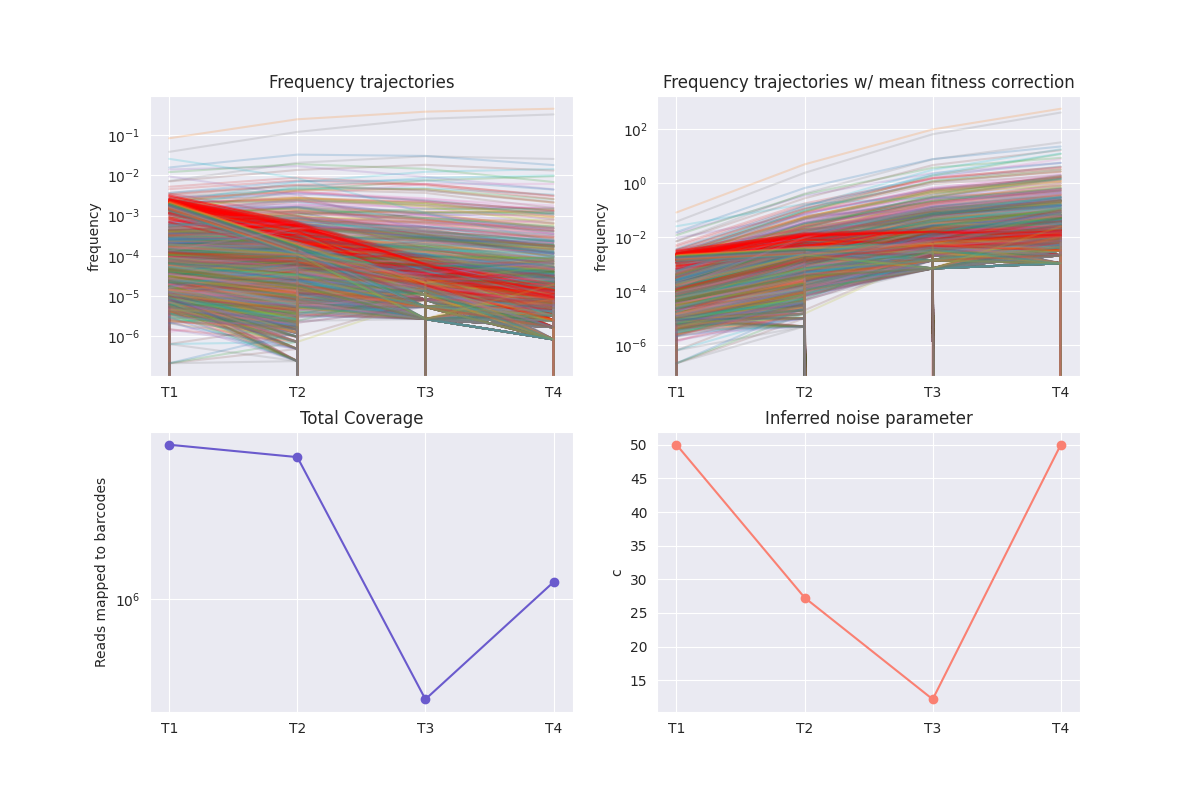 Frequency trajectories
frequency
10^-1
10^-2
10^-3
10^-4
10^-5
10^-6
T1 T2 T3 T4
Frequency trajectories w/ mean fitness correction
frequency
10^2
10^0
10^-2
10^-4
10^-6
T1 T2 T3 T4
Total Coverage
Reads mapped to barcodes
10^6
T1 T2 T3 T4
Inferred noise parameter
c
50
45
40
35
30
25
20
15
T1 T2 T3 T4